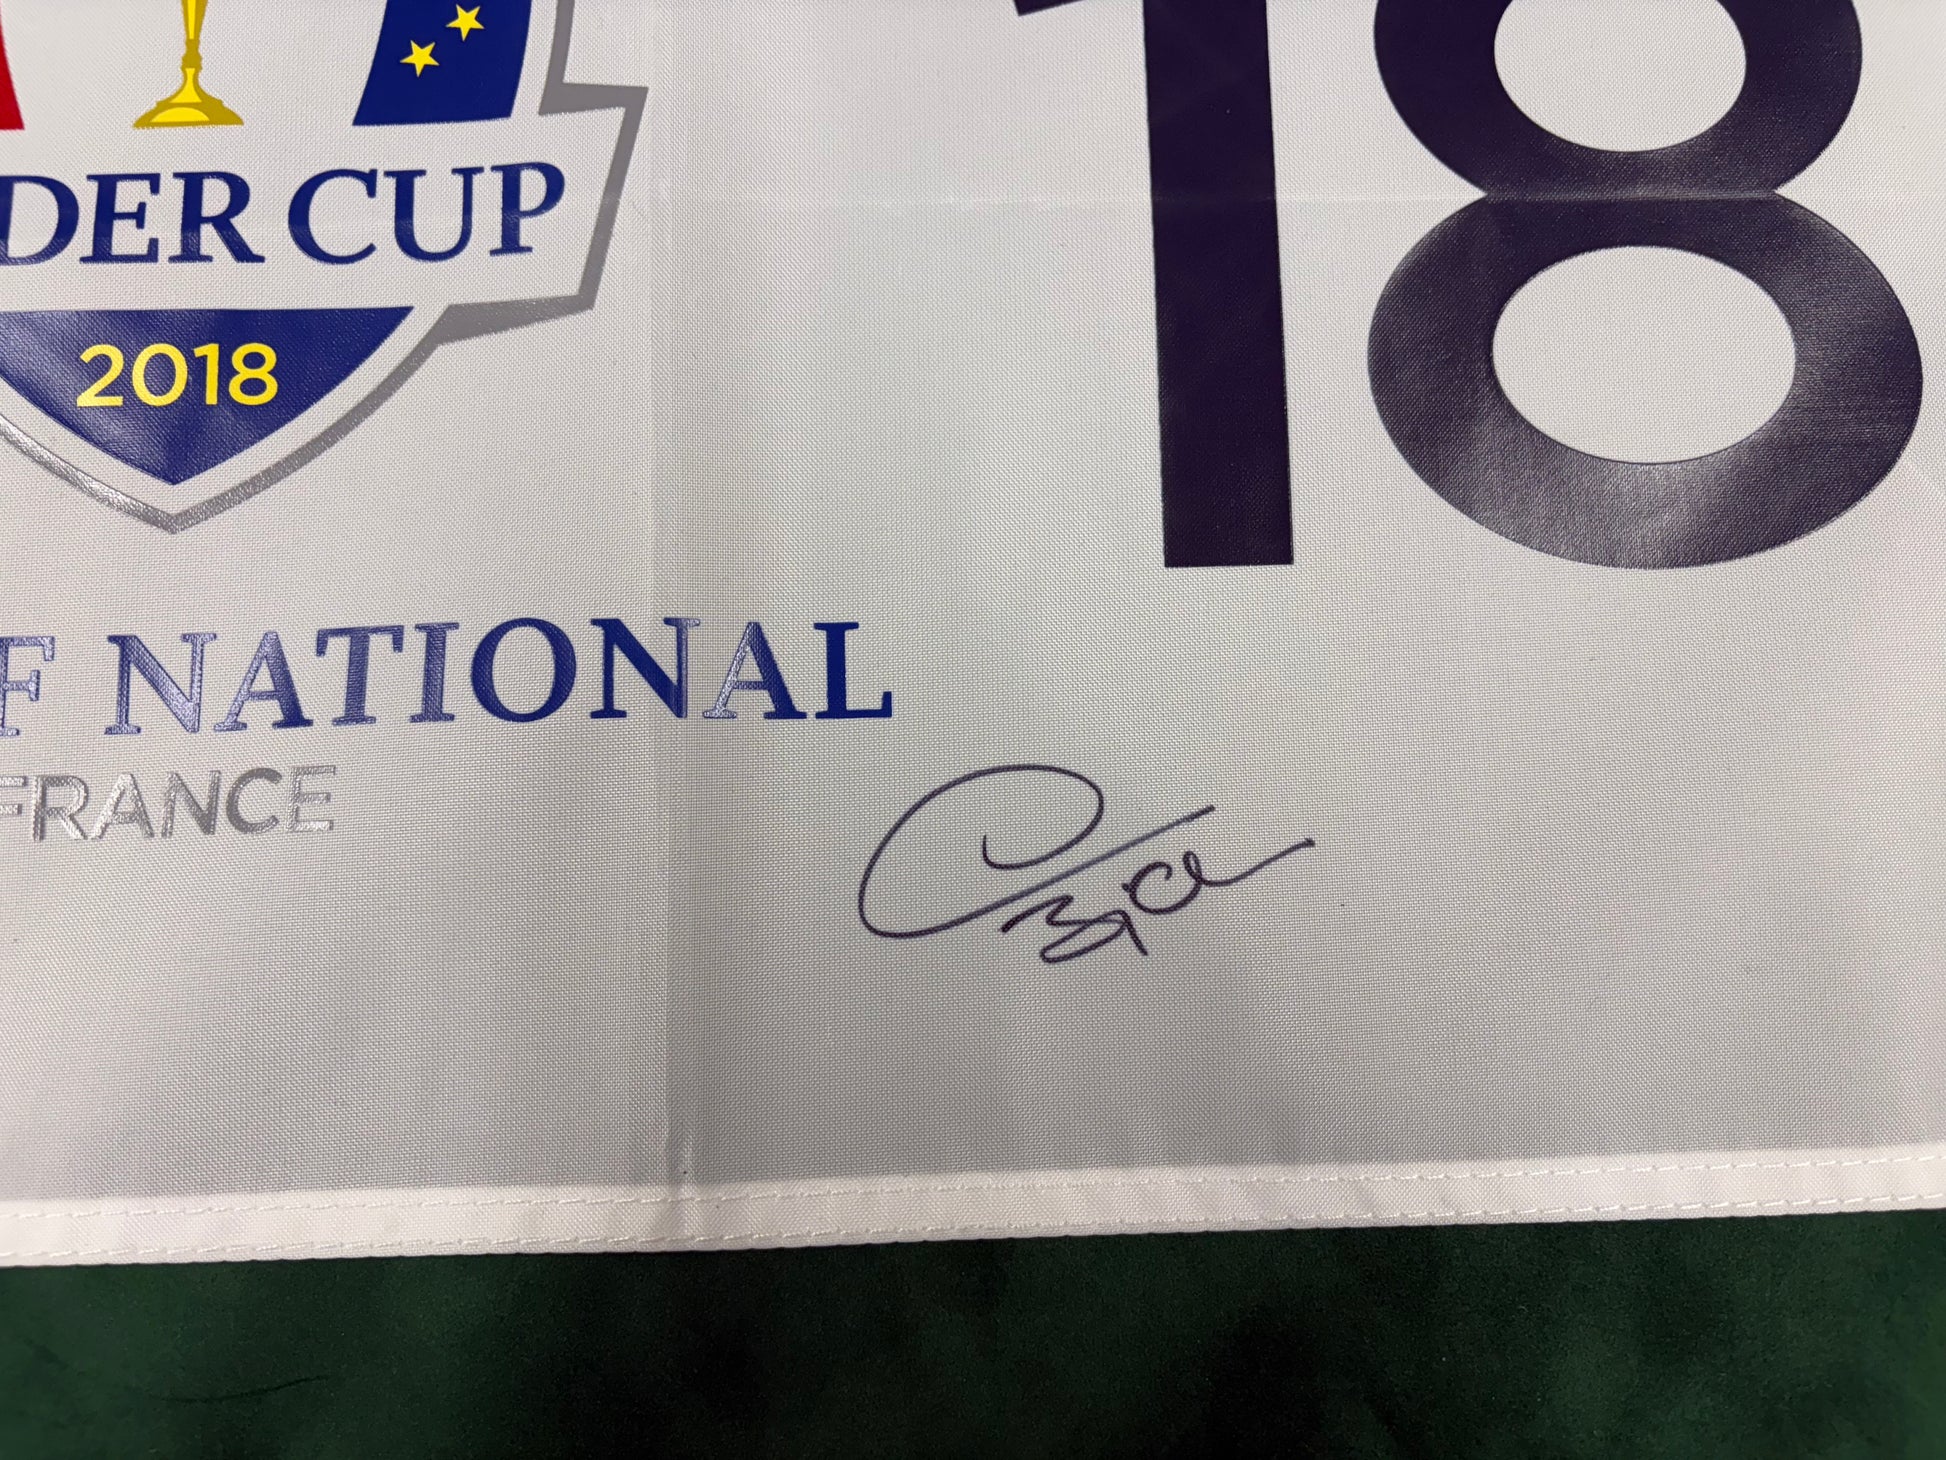 DER CUP
2018
18
F NATIONAL
FRANCE